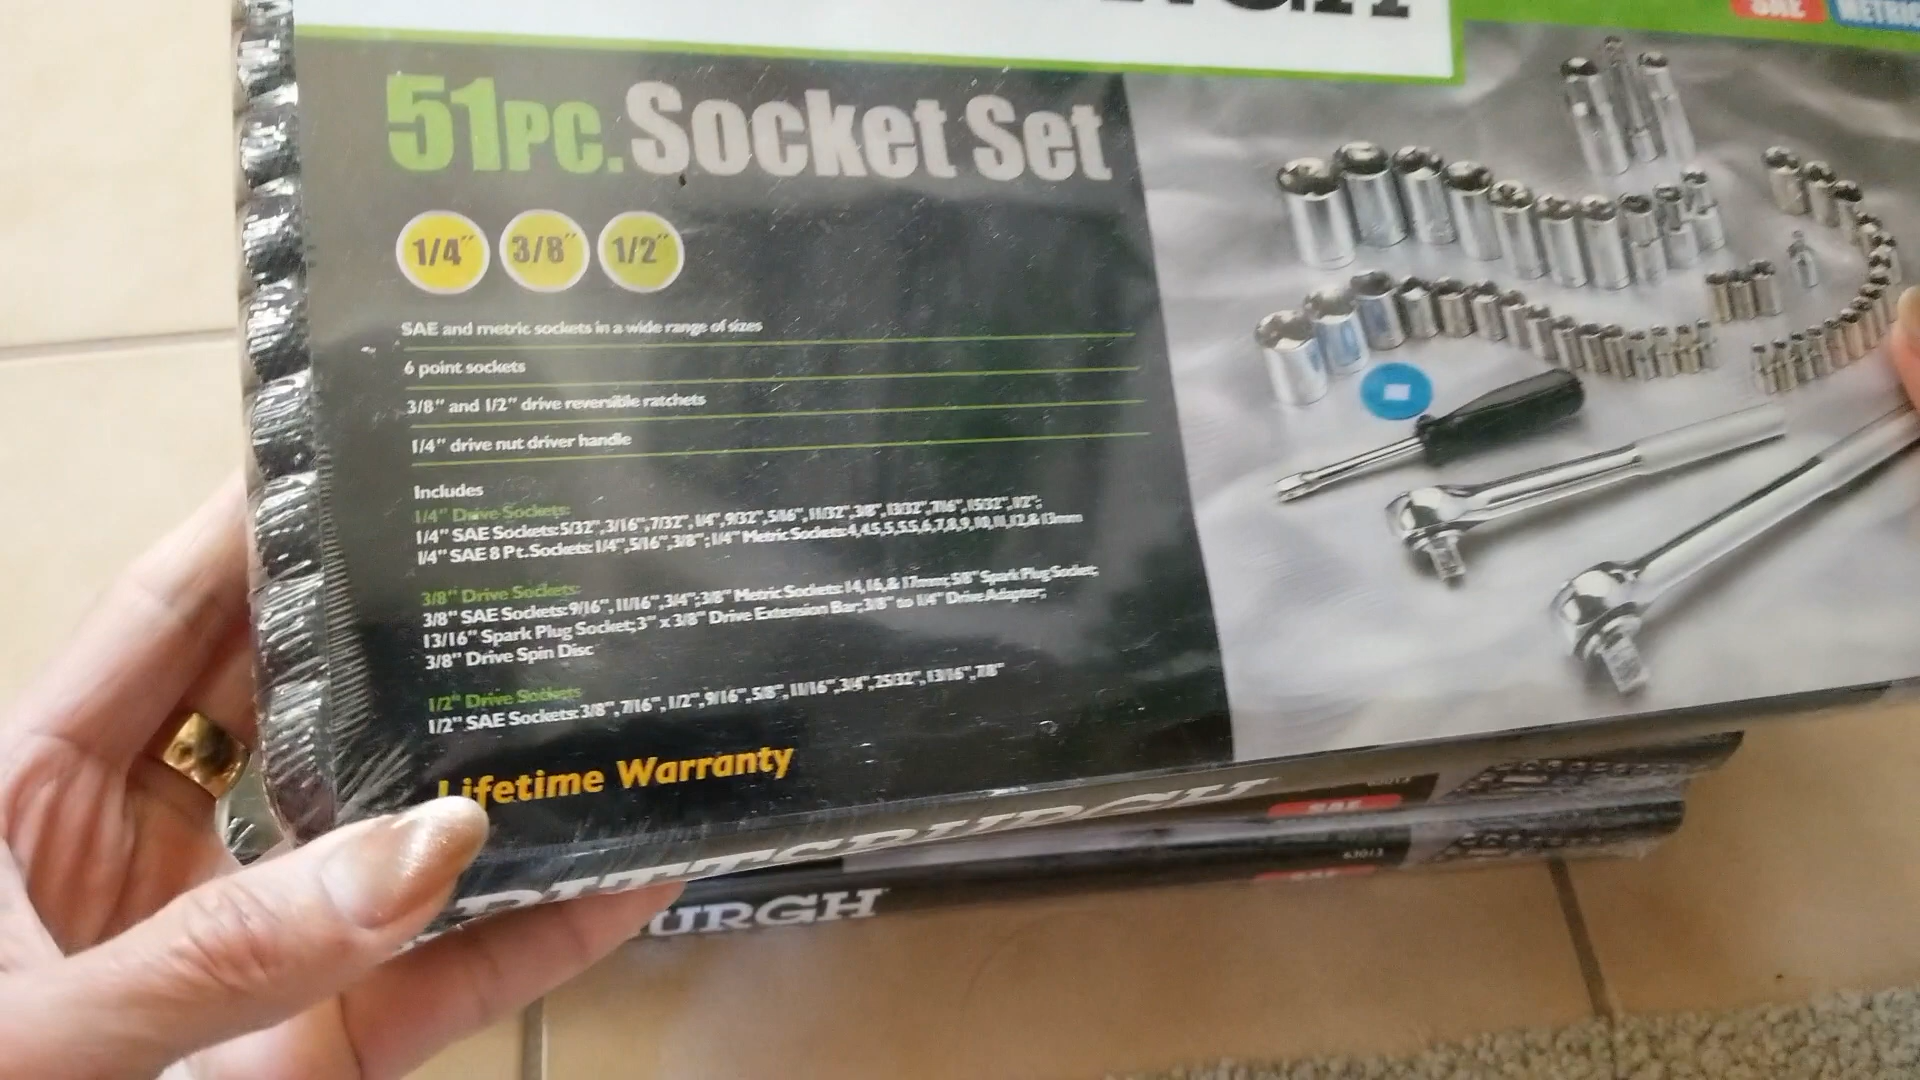 SAE METRIC
51PC. Socket Set
1/4" 3/8" 1/2"
SAE and metric sockets in a wide range of sizes
6 point sockets
3/8" and 1/2" drive reversible ratchets
1/4" drive nut driver handle
Includes
1/4" Drive Sockets:
1/4" SAE Sockets: 5/32", 3/16", 7/32", 1/4", 9/32", 5/16", 11/32", 3/8", 13/32", 7/16", 15/32", 1/2";
1/4" SAE 8 Pt. Sockets: 1/4", 5/16", 3/8"; 1/4" Metric Sockets: 4, 4.5, 5, 5.5, 6, 7, 8, 9, 10, 11, 12, & 13mm
3/8" Drive Sockets:
3/8" SAE Sockets: 9/16", 11/16", 3/4"; 3/8" Metric Sockets: 14, 16, & 17mm; 5/8" Spark Plug Socket;
13/16" Spark Plug Socket; 3" x 3/8" Drive Extension Bar; 3/8" to 1/4" Drive Adapter;
3/8" Drive Spin Disc
1/2" Drive Sockets
1/2" SAE Sockets: 3/8", 7/16", 1/2", 9/16", 5/8", 11/16", 3/4", 25/32", 13/16", 7/8"
Lifetime Warranty
PITTSBURGH
SAE
URGH
63013